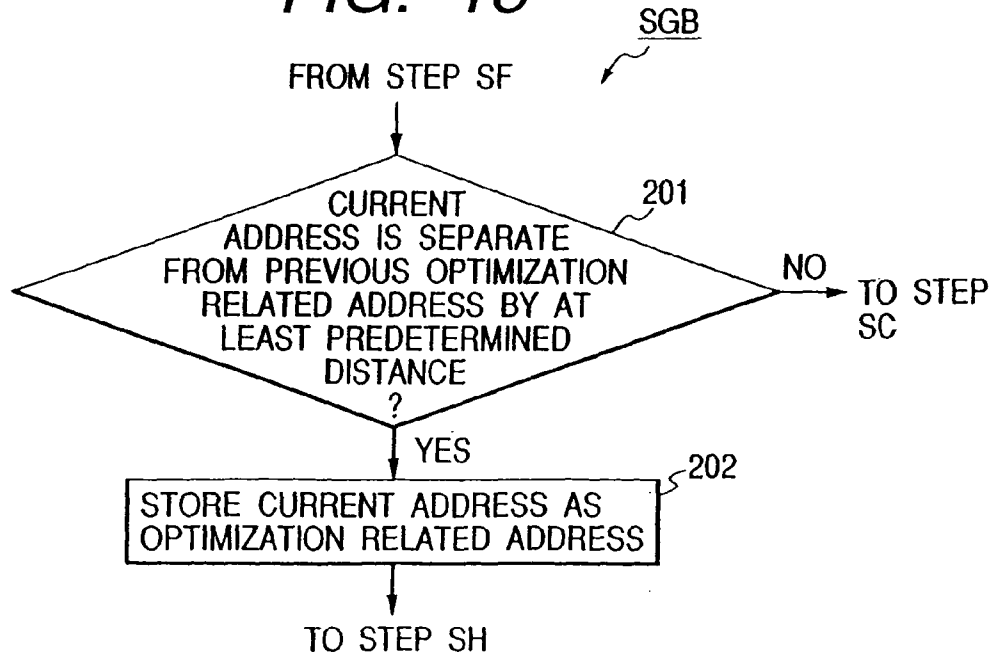 SGB
FROM STEP SF
201
CURRENT
ADDRESS IS SEPARATE
FROM PREVIOUS OPTIMIZATION
RELATED ADDRESS BY AT
LEAST PREDETERMINED
DISTANCE
?
NO
TO STEP
SC
YES
202
STORE CURRENT ADDRESS AS
OPTIMIZATION RELATED ADDRESS
TO STEP SH